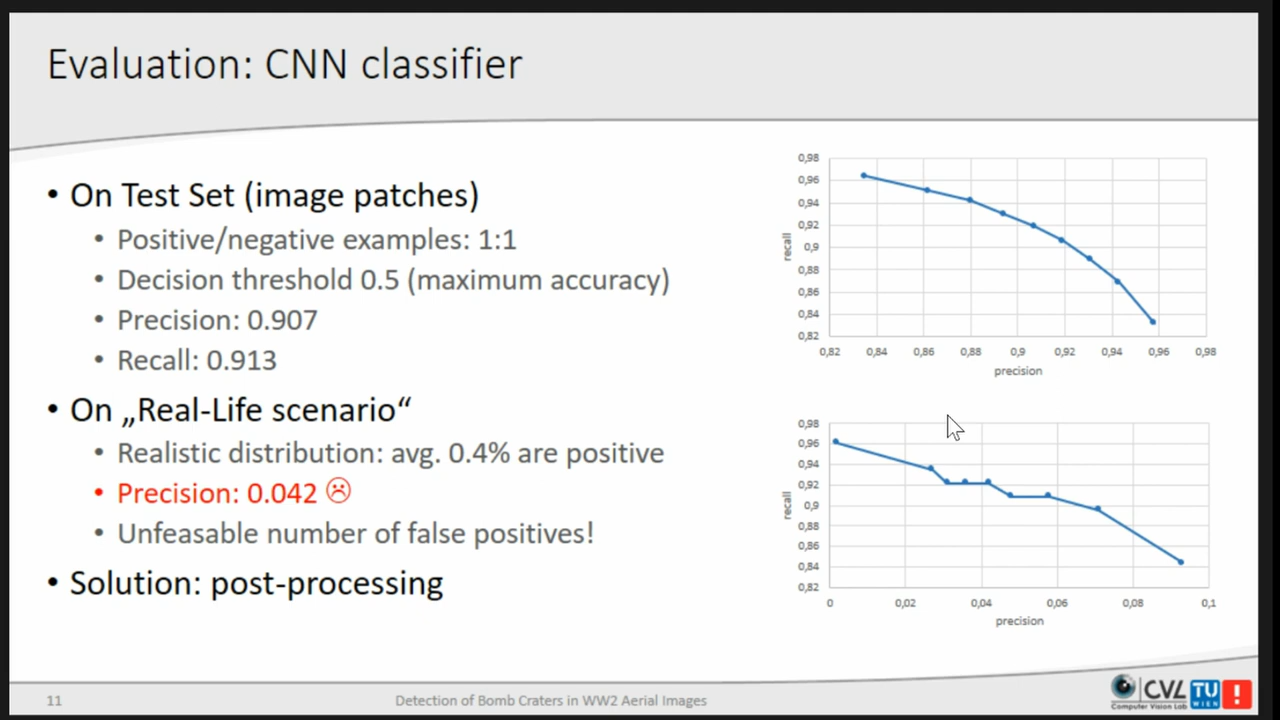 Evaluation: CNN classifier
• On Test Set (image patches)
• Positive/negative examples: 1:1
• Decision threshold 0.5 (maximum accuracy)
• Precision: 0.907
• Recall: 0.913
• On „Real-Life scenario“
• Realistic distribution: avg. 0.4% are positive
• Precision: 0.042 ☹
• Unfeasable number of false positives!
• Solution: post-processing
0,98
0,96
0,94
0,92
0,9
0,88
0,86
0,84
0,82
recall
0,82 0,84 0,86 0,88 0,9 0,92 0,94 0,96 0,98
precision
0,98
0,96
0,94
0,92
0,9
0,88
0,86
0,84
0,82
recall
0 0,02 0,04 0,06 0,08 0,1
precision
11
Detection of Bomb Craters in WW2 Aerial Images
CVL
Computer Vision Lab
TU
WIEN
!